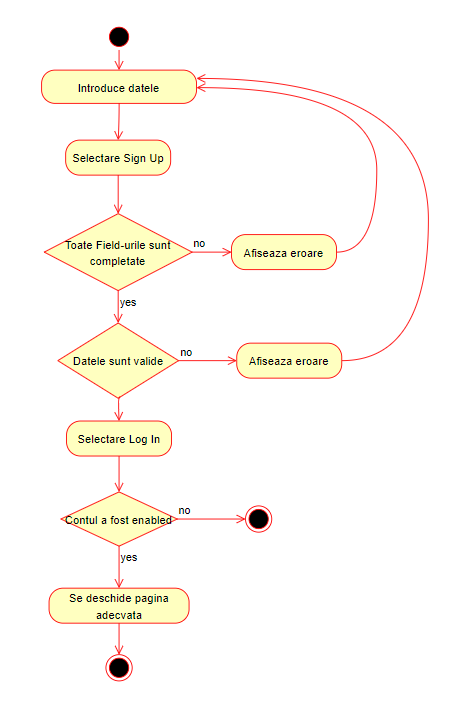 Introduce datele
Selectare Sign Up
Toate Field-urile sunt
completate
no
Afiseaza eroare
yes
Datele sunt valide
no
Afiseaza eroare
Selectare Log In
Contul a fost enabled
no
yes
Se deschide pagina
adecvata